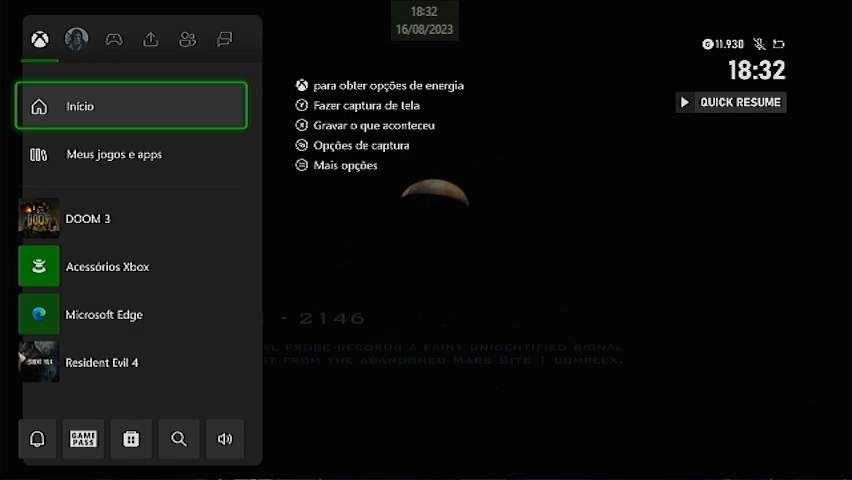 18:32
16/08/2023
11.930
18:32
QUICK RESUME
Início
Meus jogos e apps
DOOM 3
Acessórios Xbox
Microsoft Edge
Resident Evil 4
GAME
PASS
para obter opções de energia
Fazer captura de tela
Gravar o que aconteceu
Opções de captura
Mais opções
- 2146
AL PROBE RECORDS A FAINT UNIDENTIFIED SIGNAL
ST FROM THE ABANDONED MARS SITE 1 COMPLEX.